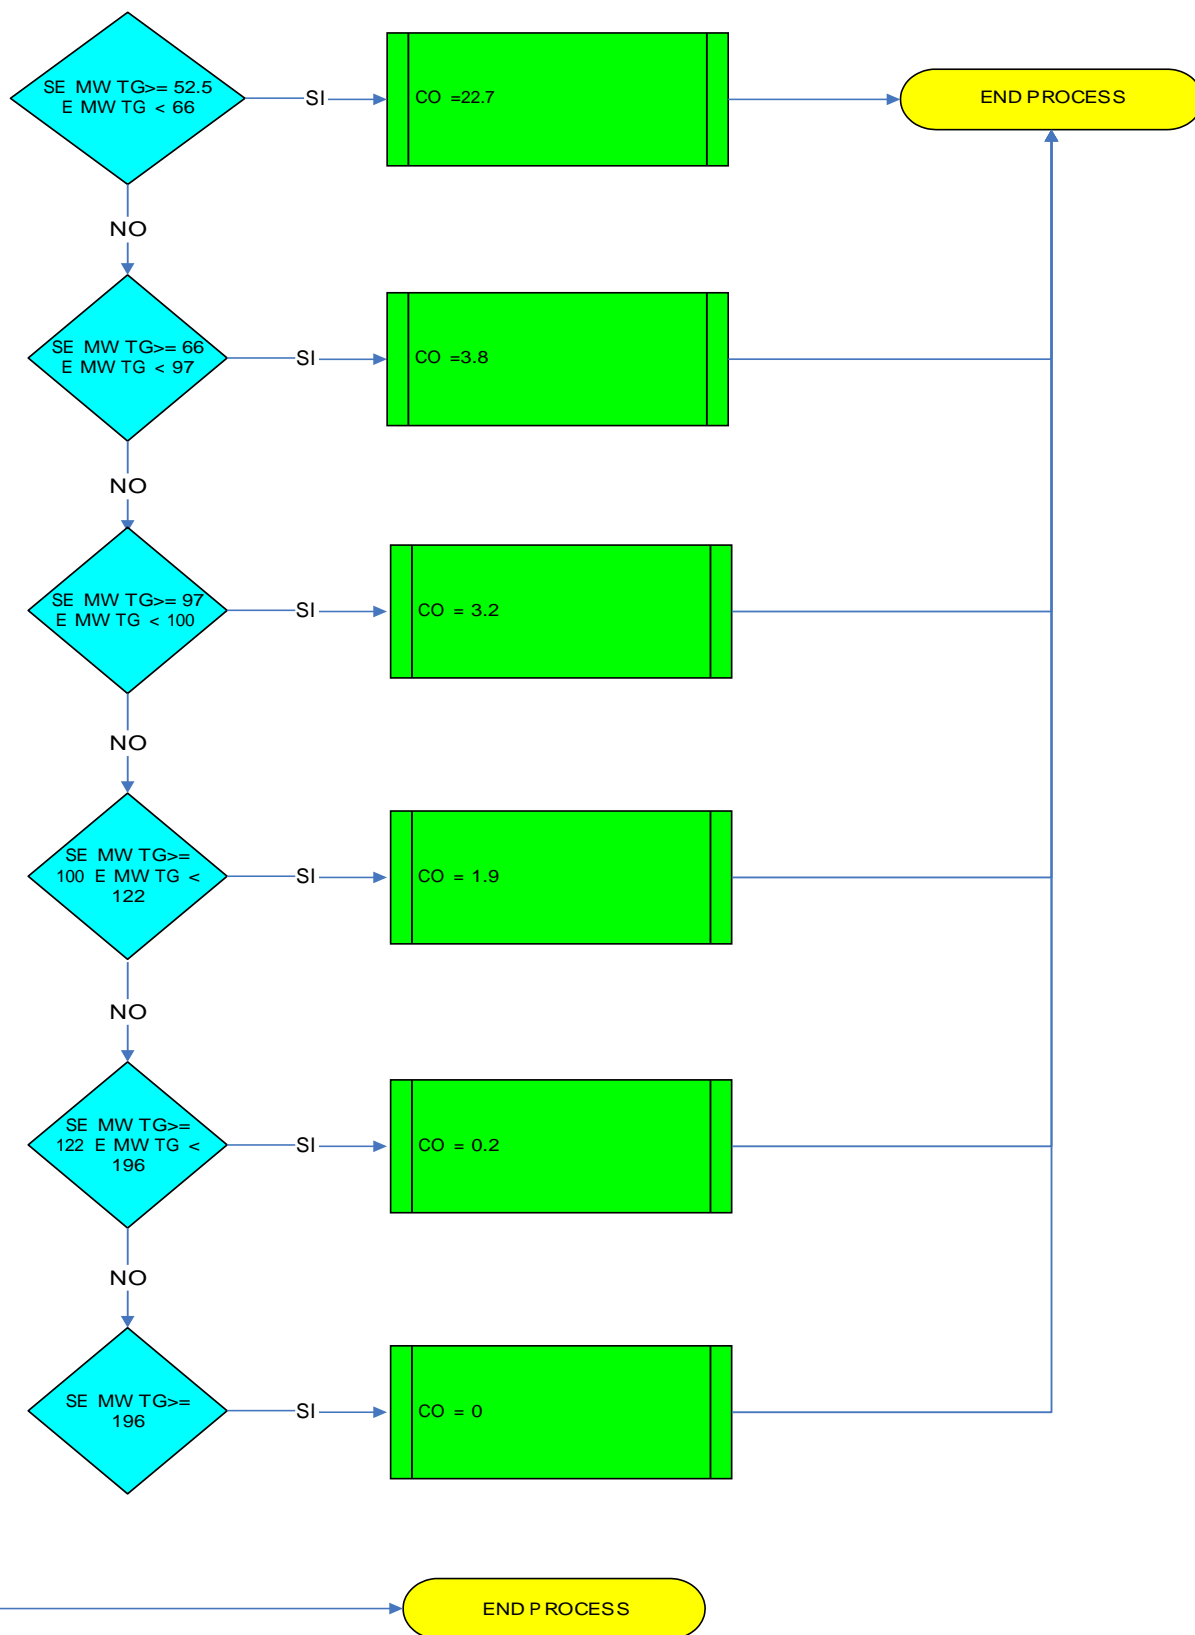 SE MW TG>= 52.5
E MW TG < 66
SI
CO =22.7
END PROCESS
NO
SE MW TG>= 66
E MW TG < 97
SI
CO =3.8
NO
SE MW TG>= 97
E MW TG < 100
SI
CO = 3.2
NO
SE MW TG>=
100 E MW TG <
122
SI
CO = 1.9
NO
SE MW TG>=
122 E MW TG <
196
SI
CO = 0.2
NO
SE MW TG>=
196
SI
CO = 0
END PROCESS